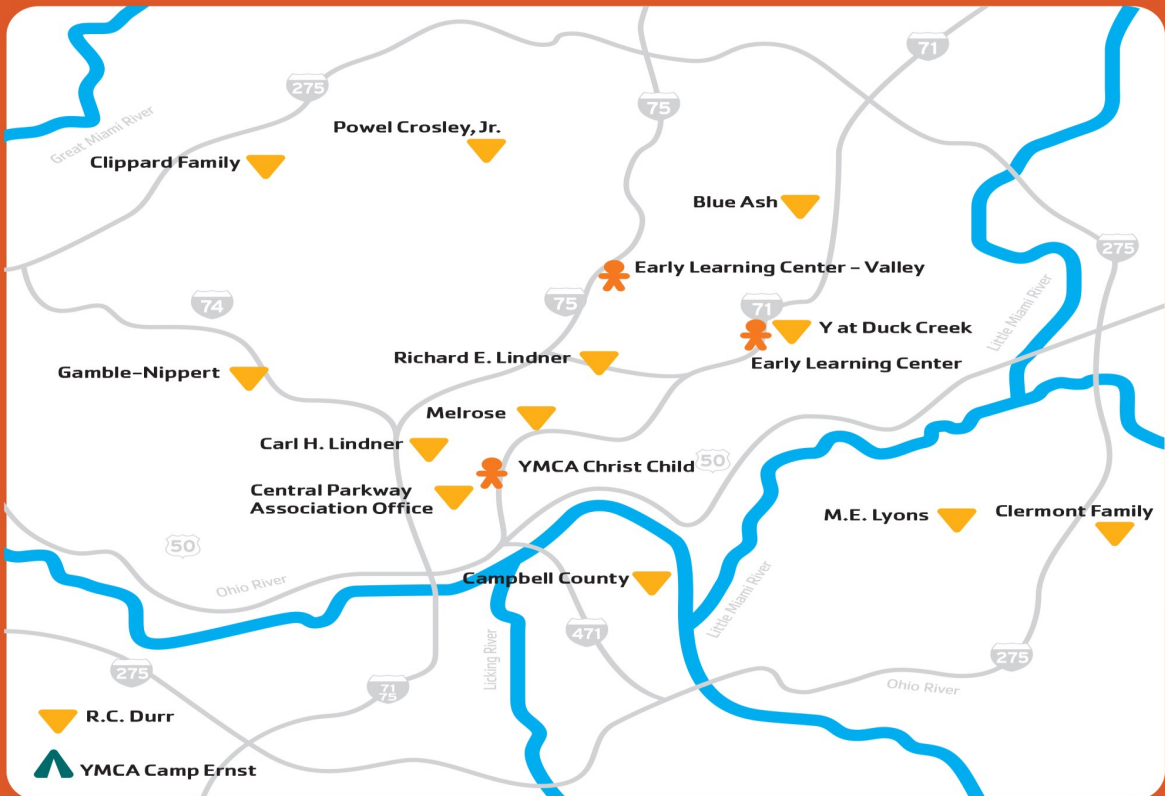 71
275
75
Great Miami River
Powel Crosley, Jr.
Clippard Family
Blue Ash
275
Early Learning Center – Valley
74
75
71
Little Miami River
Y at Duck Creek
Richard E. Lindner
Early Learning Center
Gamble-Nippert
Melrose
Carl H. Lindner
YMCA Christ Child
50
Central Parkway
Association Office
M.E. Lyons
Clermont Family
50
Ohio River
Campbell County
Little Miami River
471
Licking River
275
275
71
75
Ohio River
R.C. Durr
YMCA Camp Ernst